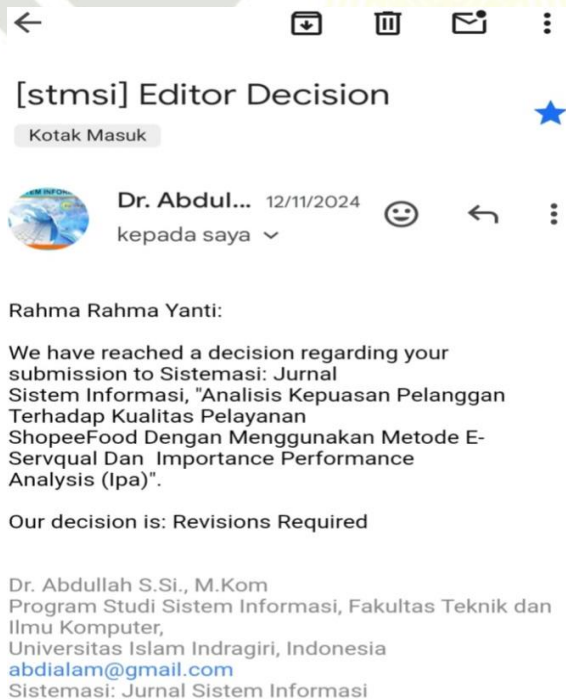 [stmsi] Editor Decision
Kotak Masuk
Dr. Abdul... 12/11/2024
kepada saya
Rahma Rahma Yanti:
We have reached a decision regarding your
submission to Sistemasi: Jurnal
Sistem Informasi, "Analisis Kepuasan Pelanggan
Terhadap Kualitas Pelayanan
ShopeeFood Dengan Menggunakan Metode E-
Servqual Dan Importance Performance
Analysis (Ipa)".
Our decision is: Revisions Required
Dr. Abdullah S.Si., M.Kom
Program Studi Sistem Informasi, Fakultas Teknik dan
Ilmu Komputer,
Universitas Islam Indragiri, Indonesia
abdialam@gmail.com
Sistemasi: Jurnal Sistem Informasi